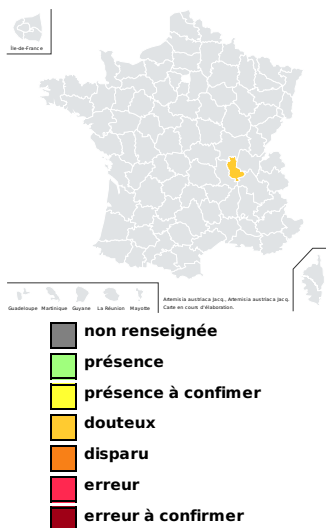 Île-de-France
Guadeloupe Martinique Guyane La Réunion Mayotte
Artemisia austriaca Jacq., Artemisia austriaca Jacq.
Carte en cours d'élaboration.
non renseignée
présence
présence à confimer
douteux
disparu
erreur
erreur à confirmer